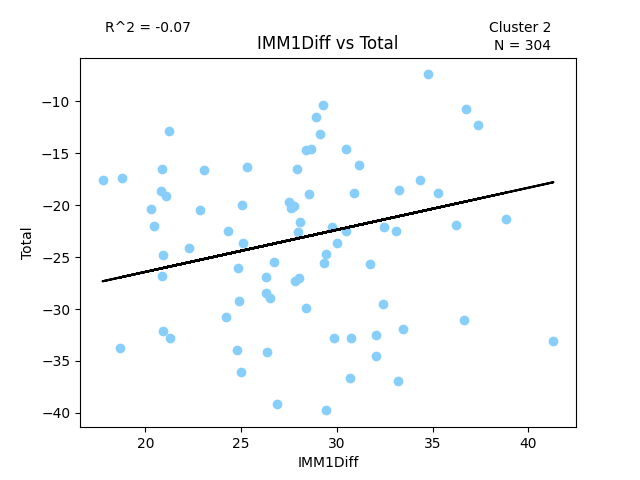 R^2 = -0.07
Cluster 2
N = 304
IMM1Diff vs Total
Total
−10
−15
−20
−25
−30
−35
−40
20 25 30 35 40
IMM1Diff